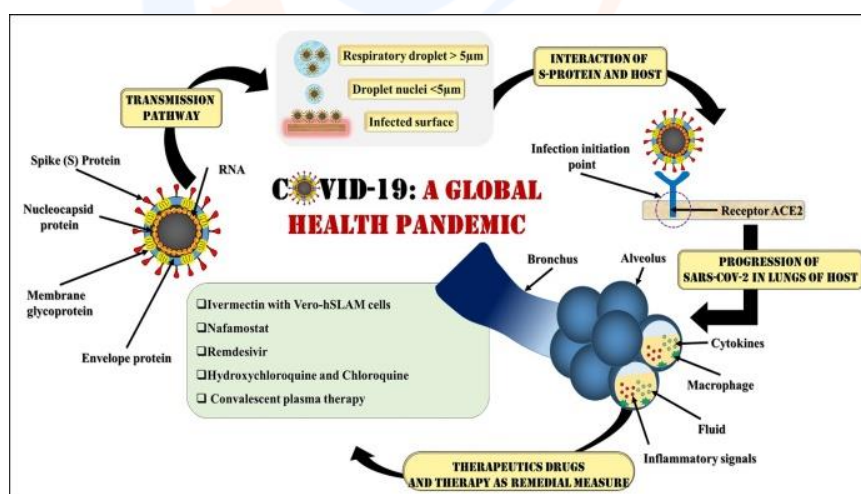 TRANSMISSION
PATHWAY
Respiratory droplet > 5µm
Droplet nuclei <5µm
Infected surface
INTERACTION OF
S-PROTEIN AND HOST
Spike (S) Protein
RNA
Nucleocapsid
protein
Membrane
glycoprotein
Envelope protein
COVID-19: A GLOBAL
HEALTH PANDEMIC
Infection initiation
point
Receptor ACE2
PROGRESSION OF
SARS-COV-2 IN LUNGS OF HOST
Bronchus
Alveolus
Cytokines
Macrophage
Fluid
Inflammatory signals
❑Ivermectin with Vero-hSLAM cells
❑Nafamostat
❑Remdesivir
❑Hydroxychloroquine and Chloroquine
❑ Convalescent plasma therapy
THERAPEUTICS DRUGS
AND THERAPY AS REMEDIAL MEASURE